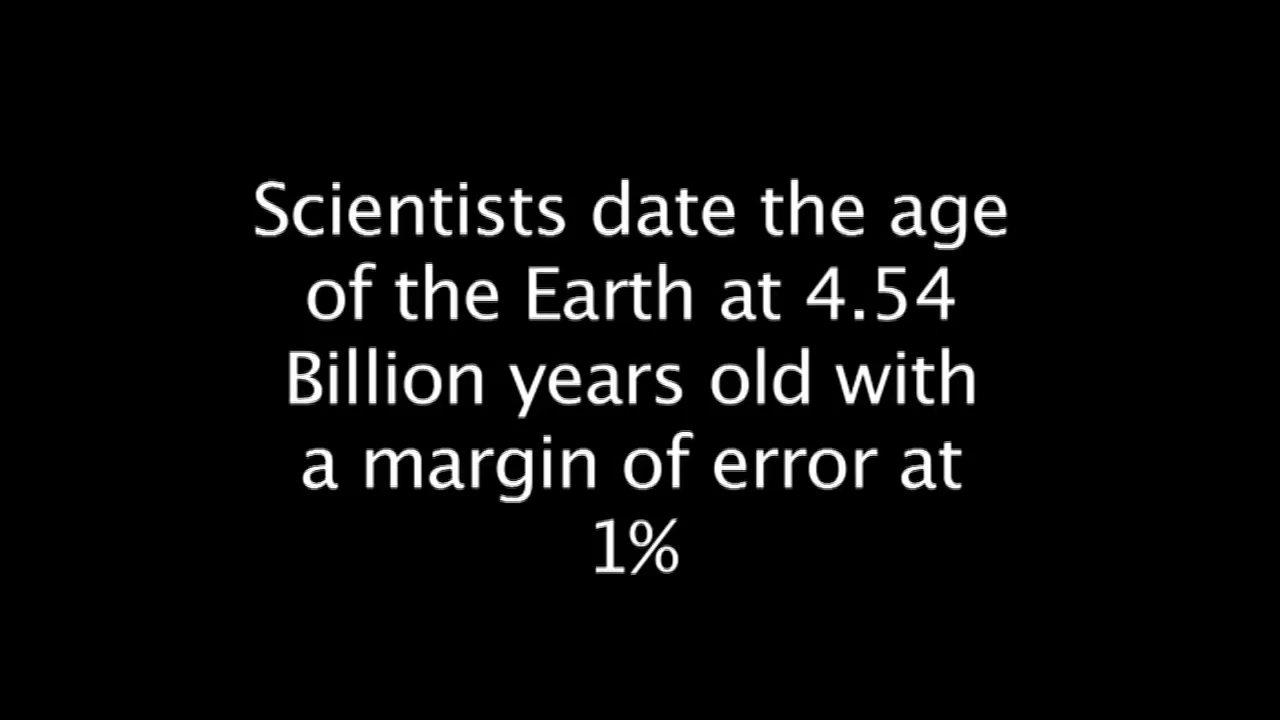 Scientists date the age
of the Earth at 4.54
Billion years old with
a margin of error at
1%